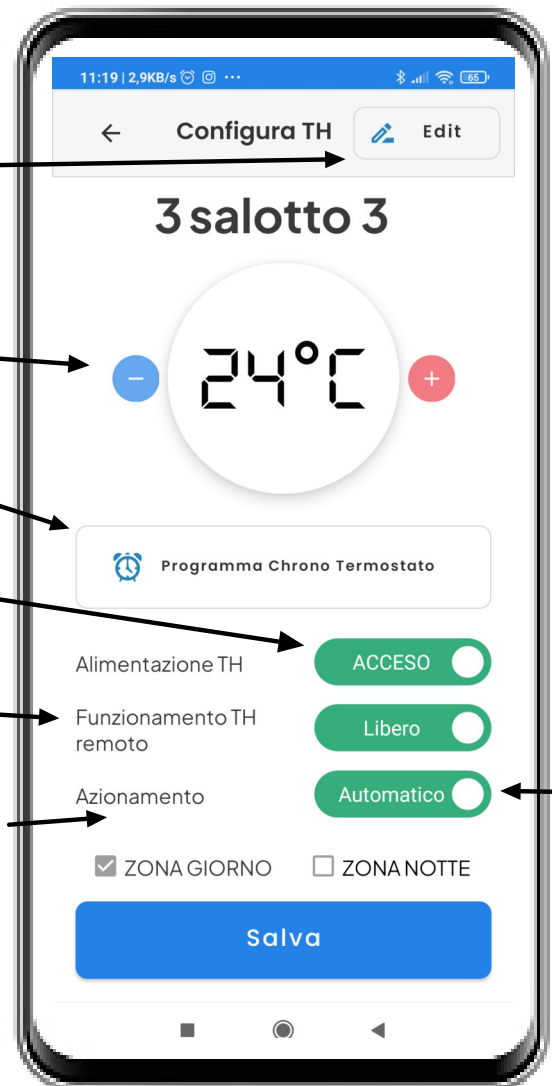 11:19 | 2,9KB/s
65
Configura TH
Edit
3 salotto 3
24°C
Programma Chrono Termostato
Alimentazione TH
ACCESO
Funzionamento TH
remoto
Libero
Azionamento
Automatico
ZONA GIORNO
ZONA NOTTE
Salva